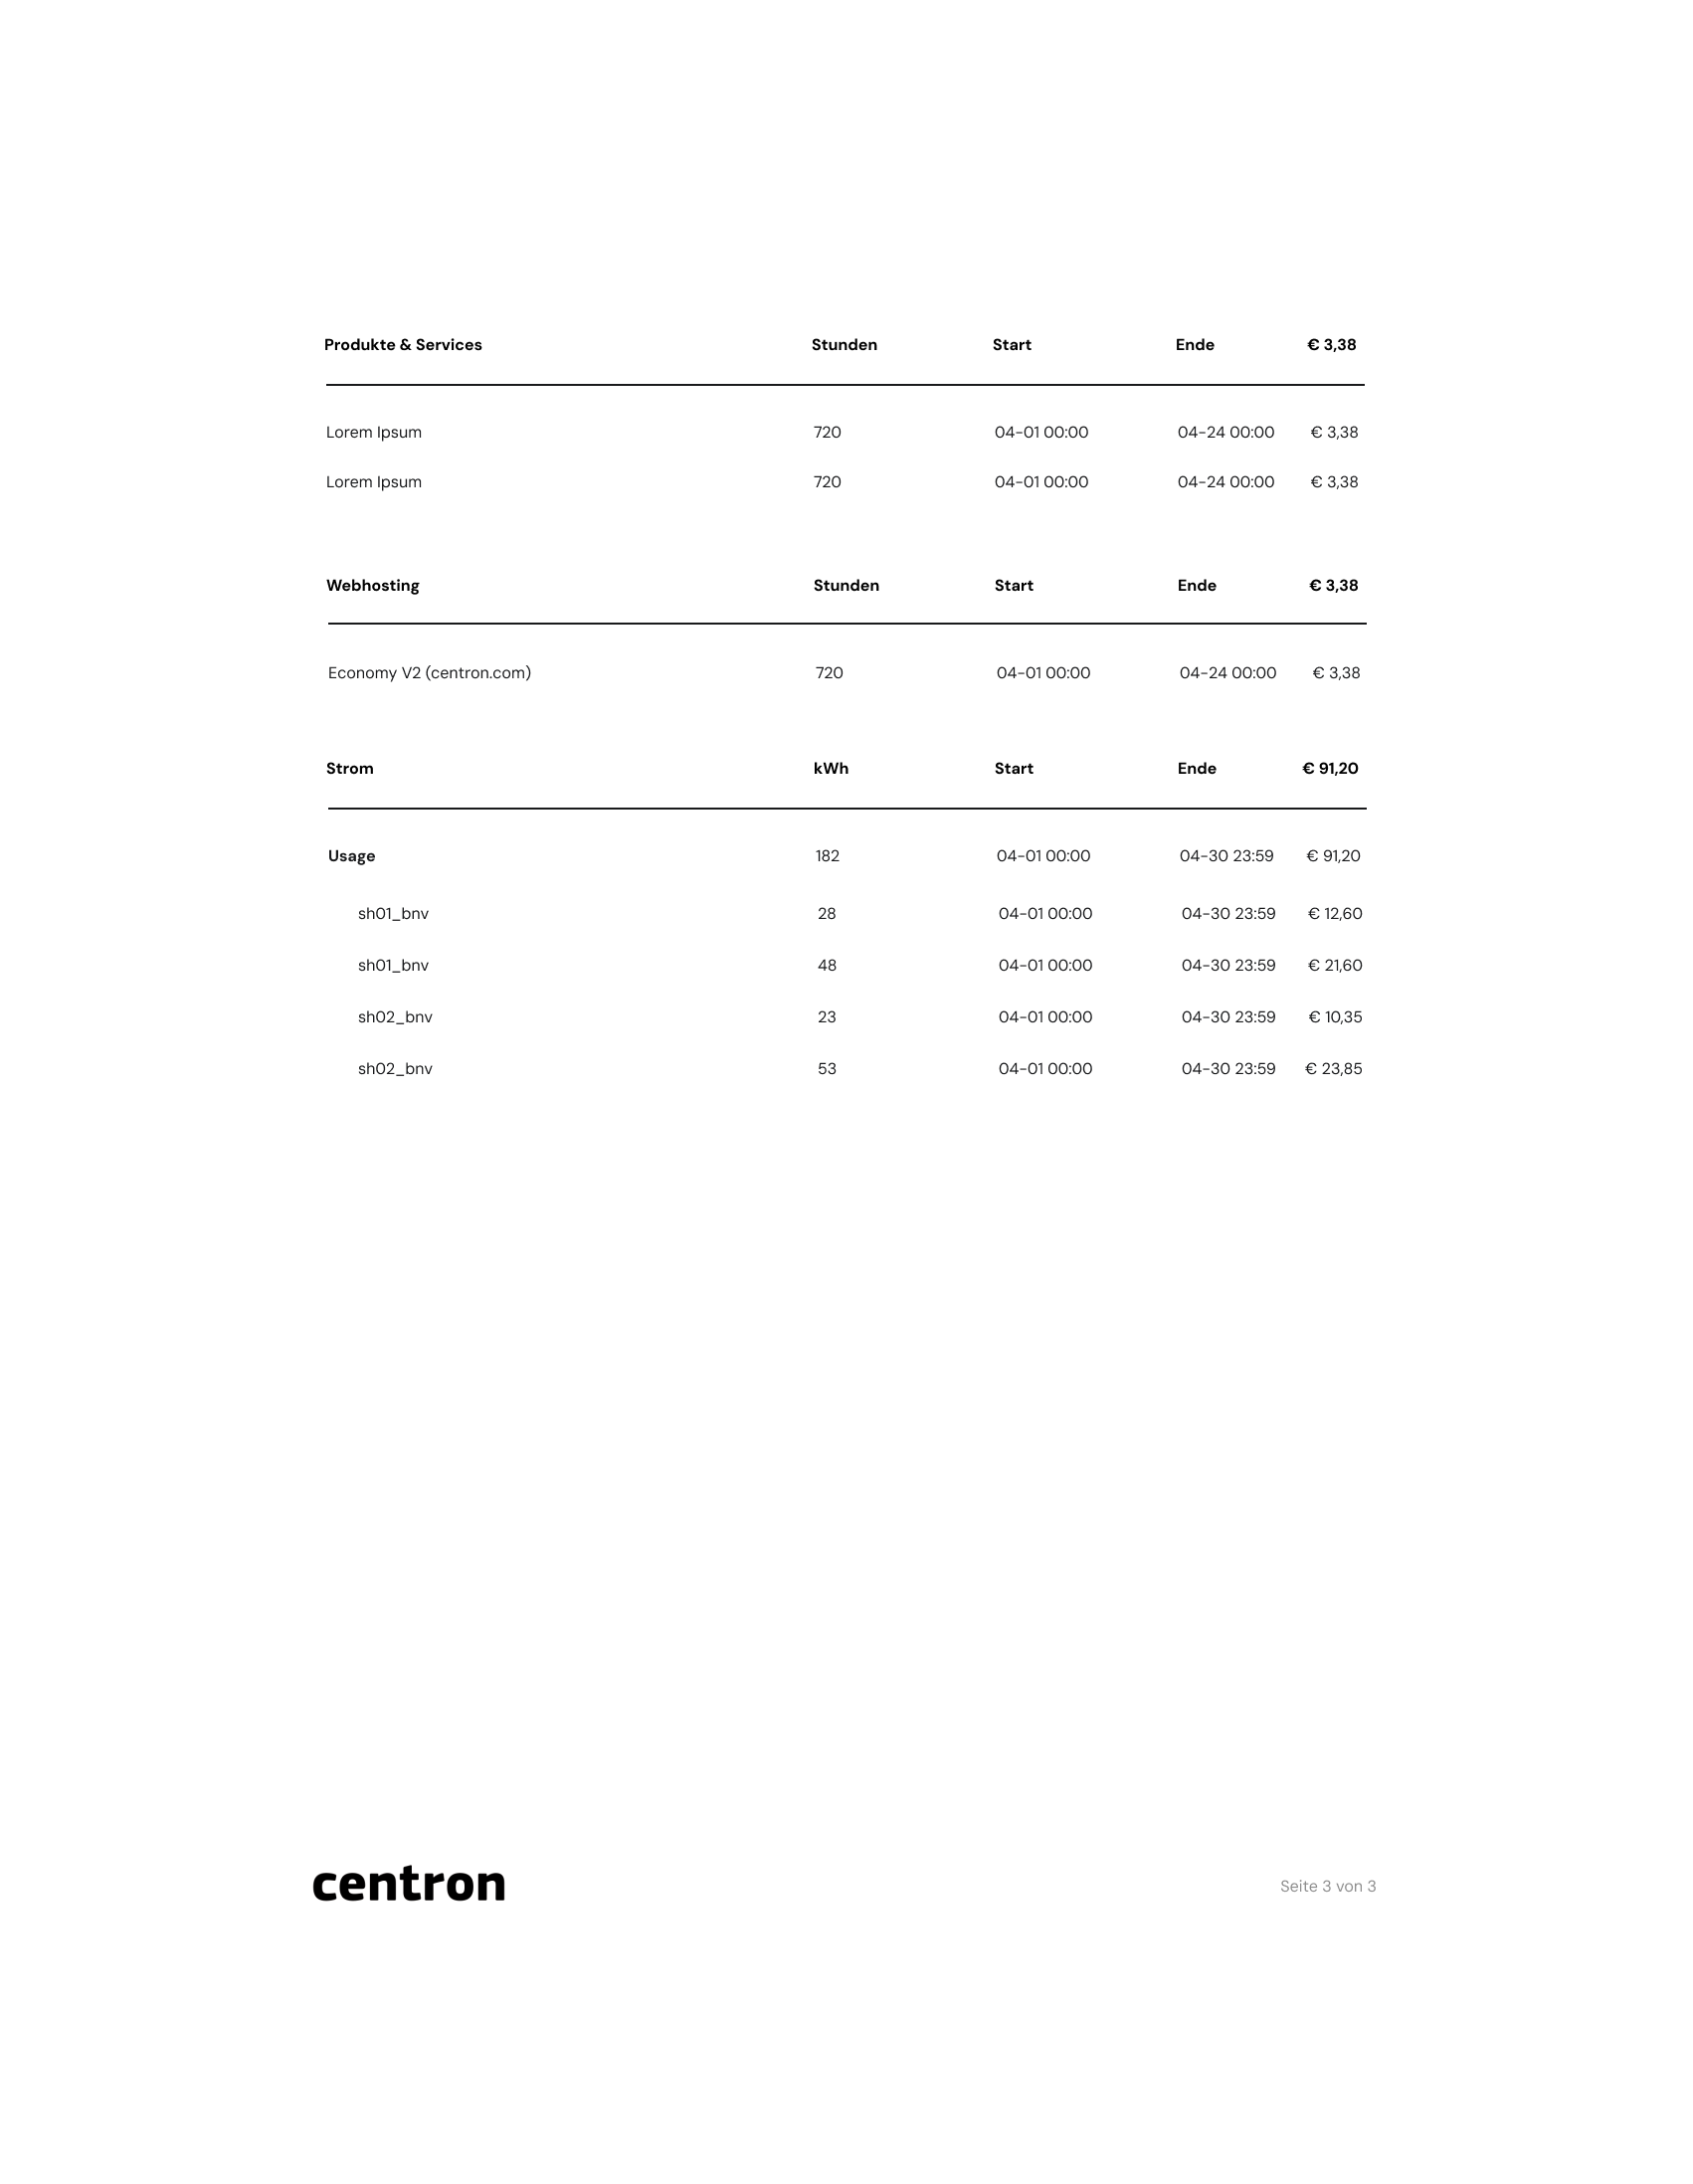 Produkte & Services Stunden Start Ende € 3,38
Lorem Ipsum 720 04-01 00:00 04-24 00:00 € 3,38
Lorem Ipsum 720 04-01 00:00 04-24 00:00 € 3,38
Webhosting Stunden Start Ende € 3,38
Economy V2 (centron.com) 720 04-01 00:00 04-24 00:00 € 3,38
Strom kWh Start Ende € 91,20
Usage 182 04-01 00:00 04-30 23:59 € 91,20
sh01_bnv 28 04-01 00:00 04-30 23:59 € 12,60
sh01_bnv 48 04-01 00:00 04-30 23:59 € 21,60
sh02_bnv 23 04-01 00:00 04-30 23:59 € 10,35
sh02_bnv 53 04-01 00:00 04-30 23:59 € 23,85
centron Seite 3 von 3